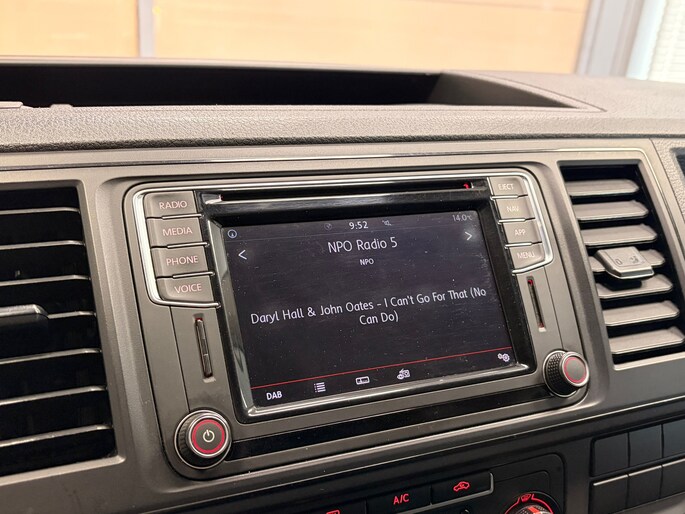 RADIO
MEDIA
PHONE
VOICE
9:52
14.0°C
NPO Radio 5
NPO
Daryl Hall & John Oates - I Can't Go For That (No
Can Do)
DAB
EJECT
NAV
APP
MENU
A/C